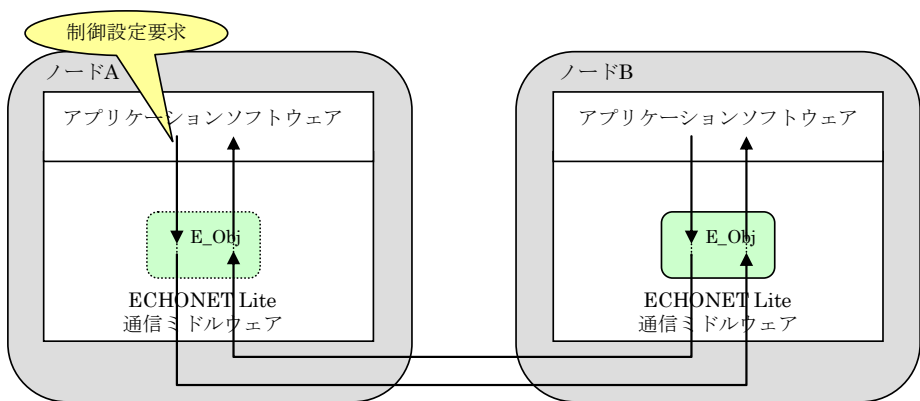 制御設定要求
ノードA
アプリケーションソフトウェア
E_Obj
ECHONET Lite
通信ミドルウェア
ノードB
アプリケーションソフトウェア
E_Obj
ECHONET Lite
通信ミドルウェア